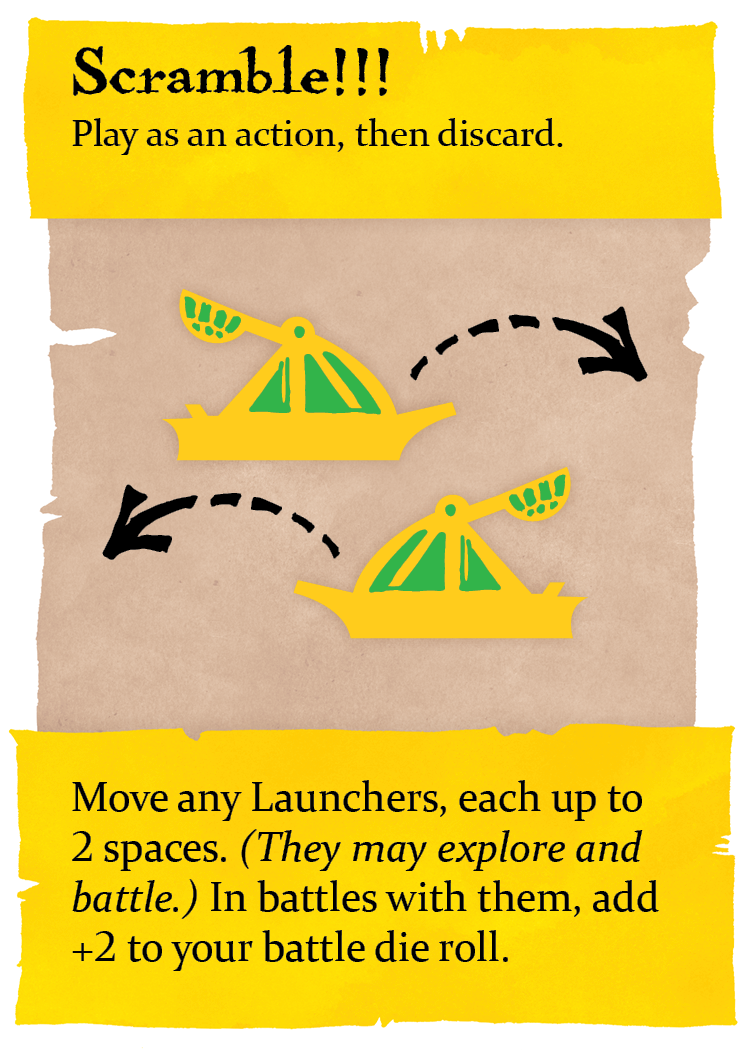 Scramble!!!
Play as an action, then discard.
Move any Launchers, each up to
2 spaces. (They may explore and
battle.) In battles with them, add
+2 to your battle die roll.